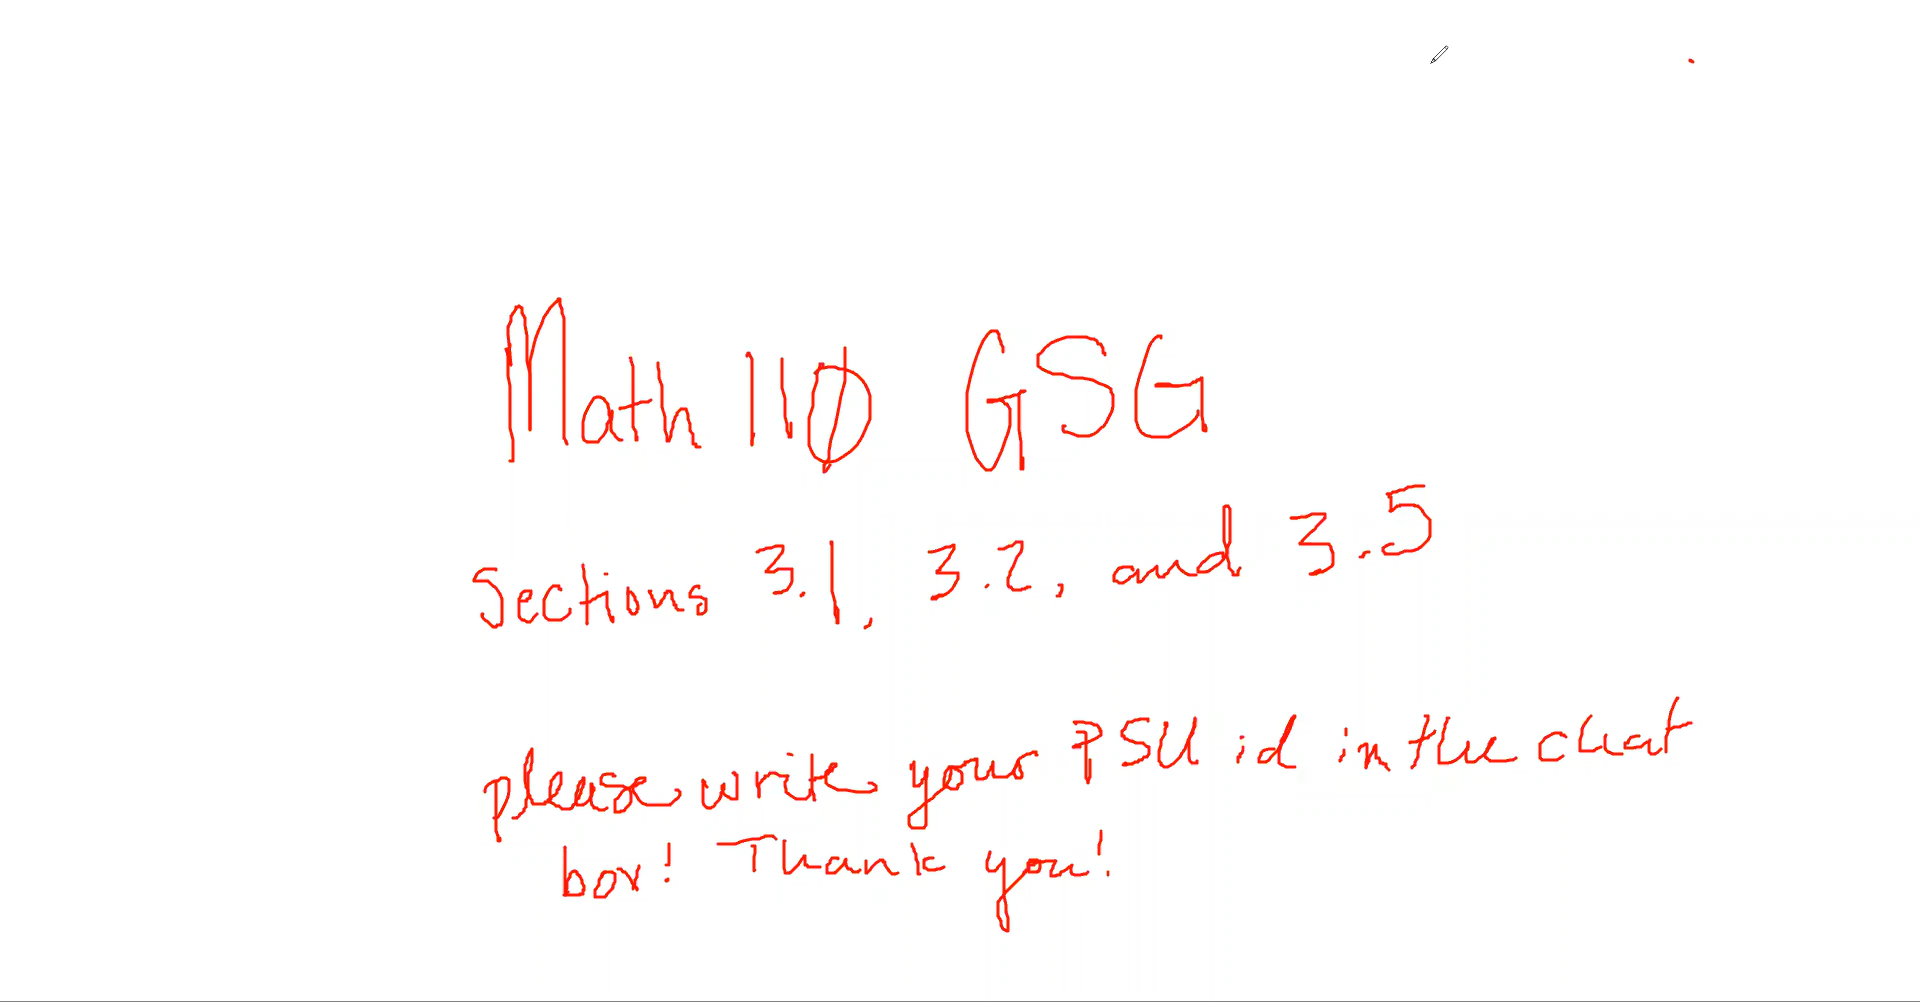 Math 110 GSG
Sections 3.1, 3.2, and 3.5
please write your PSU id in the chat
box! Thank you!